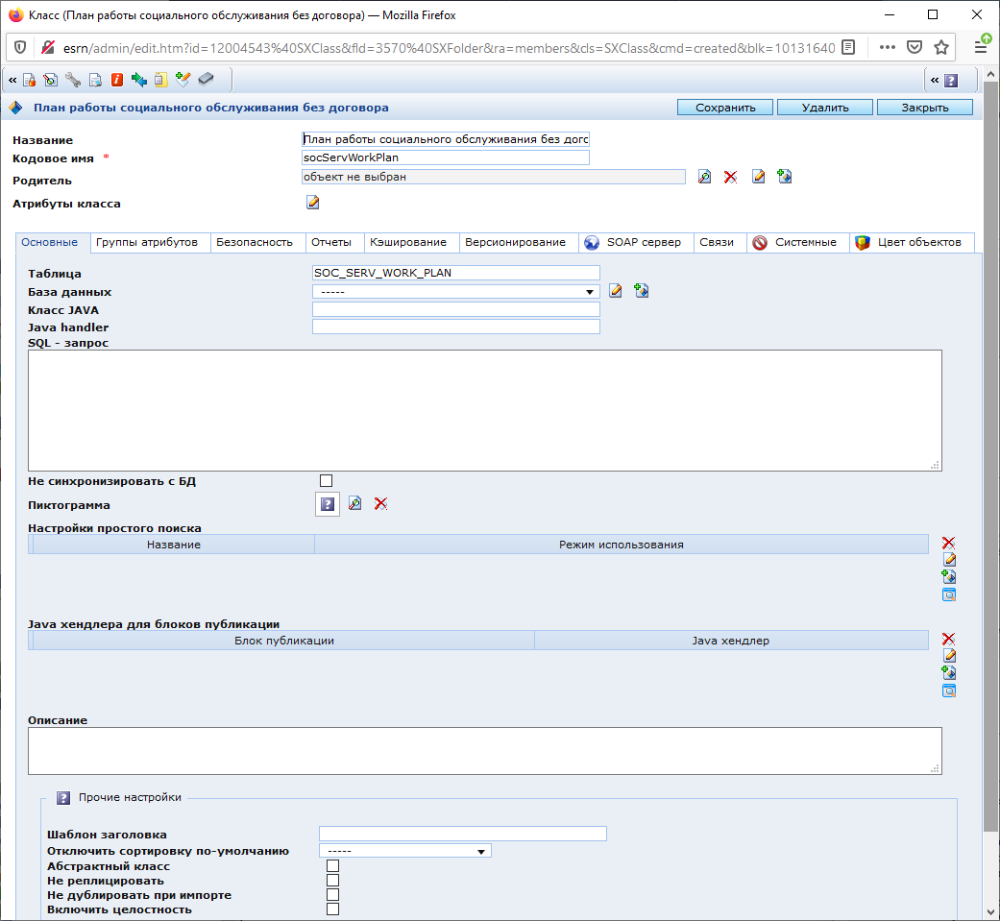 Класс (План работы социального обслуживания без договора) — Mozilla Firefox
esrn/admin/edit.htm?id=12004543%40SXClass&fld=3570%40SXFolder&ra=members&cls=SXClass&cmd=created&blk=10131640
План работы социального обслуживания без договора
Сохранить Удалить Закрыть
Название План работы социального обслуживания без дог
Кодовое имя * socServWorkPlan
Родитель объект не выбран
Атрибуты класса
Основные Группы атрибутов Безопасность Отчеты Кэширование Версионирование SOAP сервер Связи Системные Цвет объектов
Таблица SOC_SERV_WORK_PLAN
База данных -----
Класс JAVA
Java handler
SQL - запрос
Не синхронизировать с БД
Пиктограмма ?
Настройки простого поиска
Название Режим использования
Java хендлера для блоков публикации
Блок публикации Java хендлер
Описание
? Прочие настройки
Шаблон заголовка
Отключить сортировку по-умолчанию -----
Абстрактный класс
Не реплицировать
Не дублировать при импорте
Включить целостность